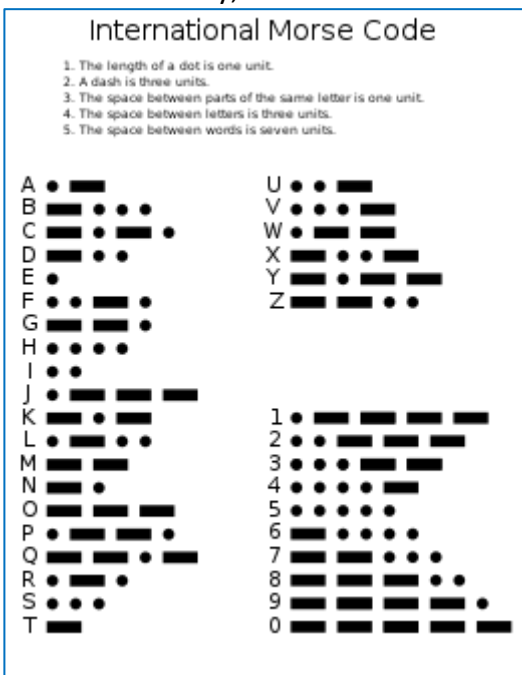 International Morse Code
1. The length of a dot is one unit.
2. A dash is three units.
3. The space between parts of the same letter is one unit.
4. The space between letters is three units.
5. The space between words is seven units.
A • ▬
B ▬ • • •
C ▬ • ▬ •
D ▬ • •
E •
F • • ▬ •
G ▬ ▬ •
H • • • •
I • •
J • ▬ ▬ ▬
K ▬ • ▬
L • ▬ • •
M ▬ ▬
N ▬ •
O ▬ ▬ ▬
P • ▬ ▬ •
Q ▬ ▬ • ▬
R • ▬ •
S • • •
T ▬
U • • ▬
V • • • ▬
W • ▬ ▬
X ▬ • • ▬
Y ▬ • ▬ ▬
Z ▬ ▬ • •
1 • ▬ ▬ ▬ ▬
2 • • ▬ ▬ ▬
3 • • • ▬ ▬
4 • • • • ▬
5 • • • • •
6 ▬ • • • •
7 ▬ ▬ • • •
8 ▬ ▬ ▬ • •
9 ▬ ▬ ▬ ▬ •
0 ▬ ▬ ▬ ▬ ▬